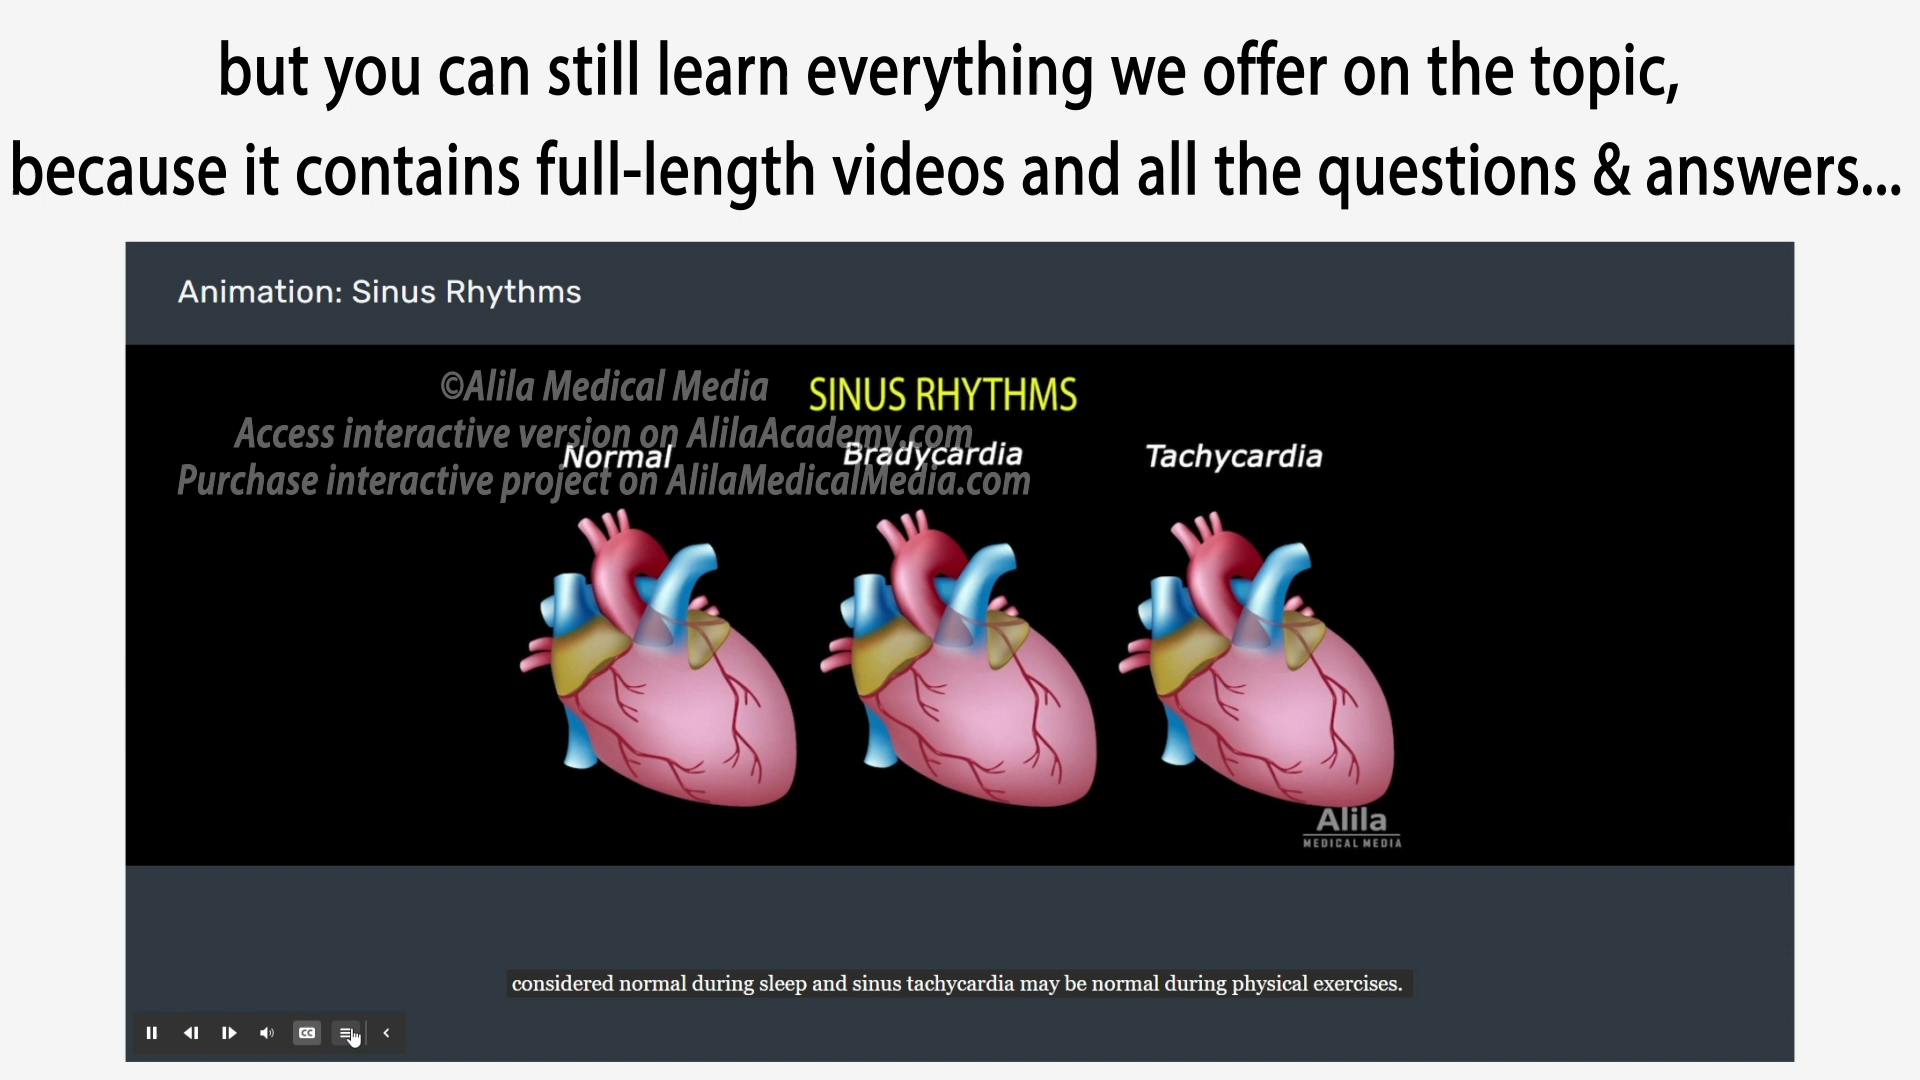 but you can still learn everything we offer on the topic,
because it contains full-length videos and all the questions & answers...
Animation: Sinus Rhythms
©Alila Medical Media
SINUS RHYTHMS
Access interactive version on AlilaAcademy.com
Normal
Bradycardia
Tachycardia
Purchase interactive project on AlilaMedicalMedia.com
Alila
MEDICAL MEDIA
considered normal during sleep and sinus tachycardia may be normal during physical exercises.
CC